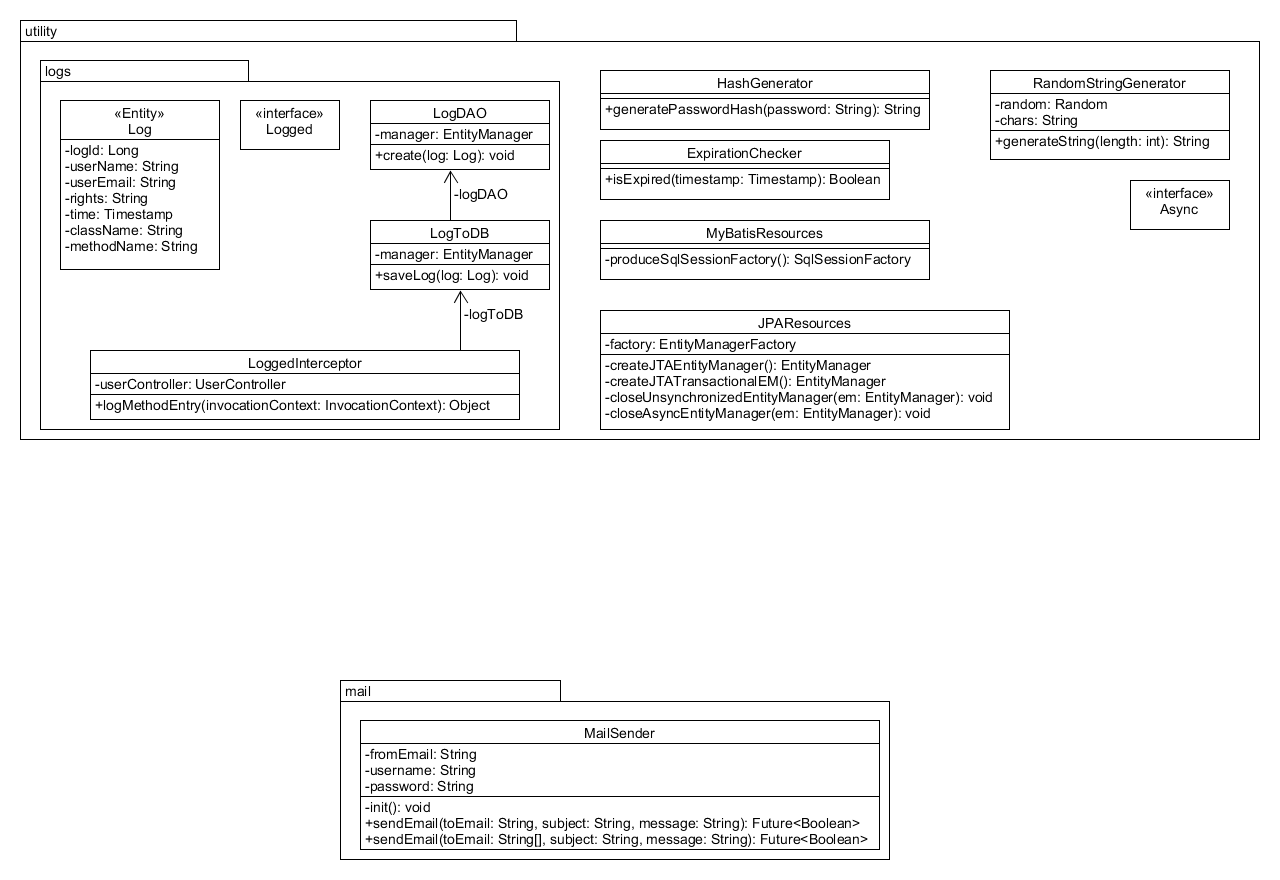 utility
logs
«Entity»
Log
-logId: Long
-userName: String
-userEmail: String
-rights: String
-time: Timestamp
-className: String
-methodName: String
«interface»
Logged
LogDAO
-manager: EntityManager
+create(log: Log): void
-logDAO
LogToDB
-manager: EntityManager
+saveLog(log: Log): void
-logToDB
LoggedInterceptor
-userController: UserController
+logMethodEntry(invocationContext: InvocationContext): Object
HashGenerator
+generatePasswordHash(password: String): String
ExpirationChecker
+isExpired(timestamp: Timestamp): Boolean
MyBatisResources
-produceSqlSessionFactory(): SqlSessionFactory
JPAResources
-factory: EntityManagerFactory
-createJTAEntityManager(): EntityManager
-createJTATransactionalEM(): EntityManager
-closeUnsynchronizedEntityManager(em: EntityManager): void
-closeAsyncEntityManager(em: EntityManager): void
RandomStringGenerator
-random: Random
-chars: String
+generateString(length: int): String
«interface»
Async
mail
MailSender
-fromEmail: String
-username: String
-password: String
-init(): void
+sendEmail(toEmail: String, subject: String, message: String): Future<Boolean>
+sendEmail(toEmail: String[], subject: String, message: String): Future<Boolean>